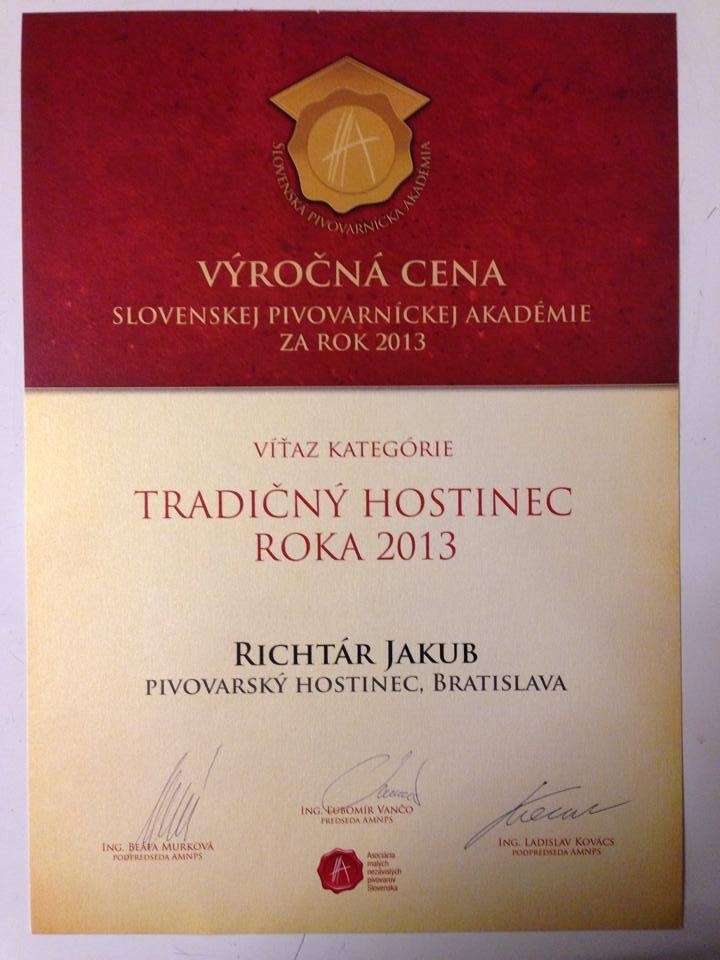 SLOVENSKÁ PIVOVARNÍCKA AKADÉMIA
VÝROČNÁ CENA
SLOVENSKEJ PIVOVARNÍCKEJ AKADÉMIE
ZA ROK 2013
VÍŤAZ KATEGÓRIE
TRADIČNÝ HOSTINEC
ROKA 2013
RICHTÁR JAKUB
PIVOVARSKÝ HOSTINEC, BRATISLAVA
ING. BEÁTA MURKOVÁ
PODPREDSEDA AMNPS
ING. ĽUBOMÍR VANČO
PREDSEDA AMNPS
ING. LADISLAV KOVÁCS
PODPREDSEDA AMNPS
Asociácia
malých
nezávislých
pivovarov
Slovenska